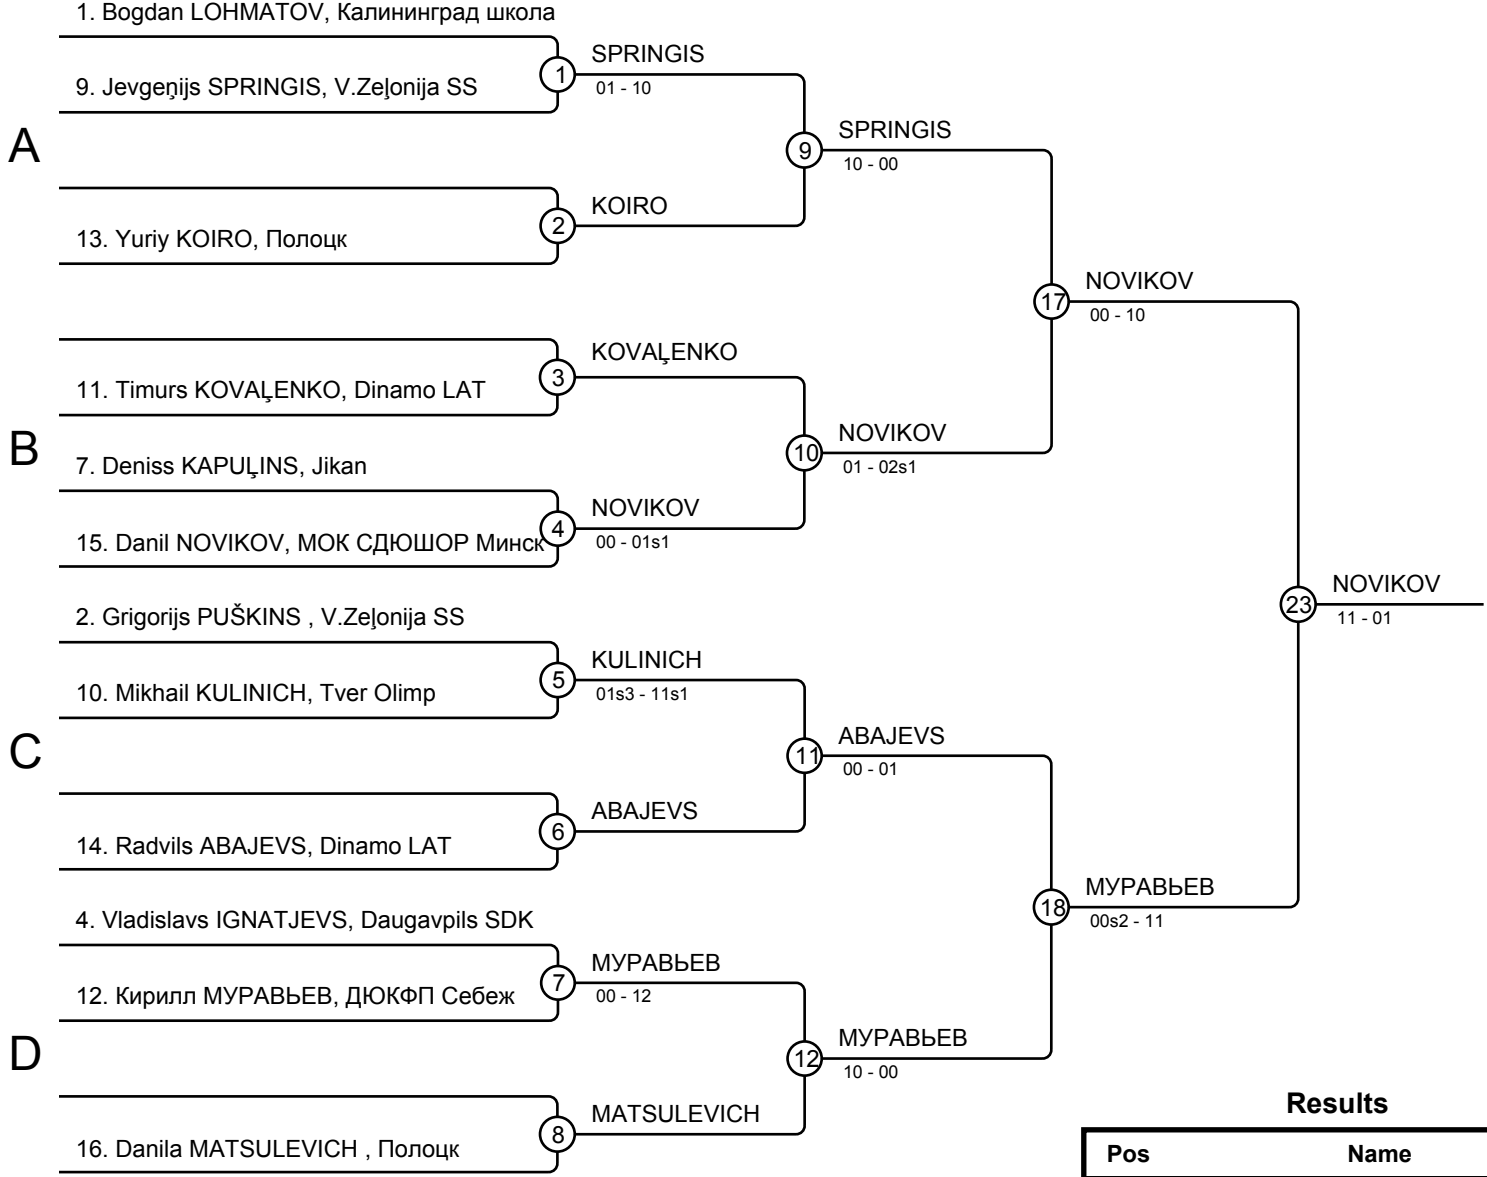 1. Bogdan LOHMATOV, Калининград школа
SPRINGIS
1
01 - 10
9. Jevgeņijs SPRINGIS, V.Zeļonija SS
A
SPRINGIS
9
10 - 00
KOIRO
2
13. Yuriy KOIRO, Полоцк
NOVIKOV
17
00 - 10
KOVAĻENKO
3
11. Timurs KOVAĻENKO, Dinamo LAT
B
NOVIKOV
10
01 - 02s1
7. Deniss KAPUĻINS, Jikan
NOVIKOV
4
00 - 01s1
15. Danil NOVIKOV, МОК СДЮШОР Минск
NOVIKOV
23
11 - 01
2. Grigorijs PUŠKINS , V.Zeļonija SS
KULINICH
5
01s3 - 11s1
10. Mikhail KULINICH, Tver Olimp
C
ABAJEVS
11
00 - 01
ABAJEVS
6
14. Radvils ABAJEVS, Dinamo LAT
МУРАВЬЕВ
18
00s2 - 11
4. Vladislavs IGNATJEVS, Daugavpils SDK
МУРАВЬЕВ
7
00 - 12
12. Кирилл МУРАВЬЕВ, ДЮКФП Себеж
D
МУРАВЬЕВ
12
10 - 00
MATSULEVICH
8
16. Danila MATSULEVICH , Полоцк
Results
Pos Name